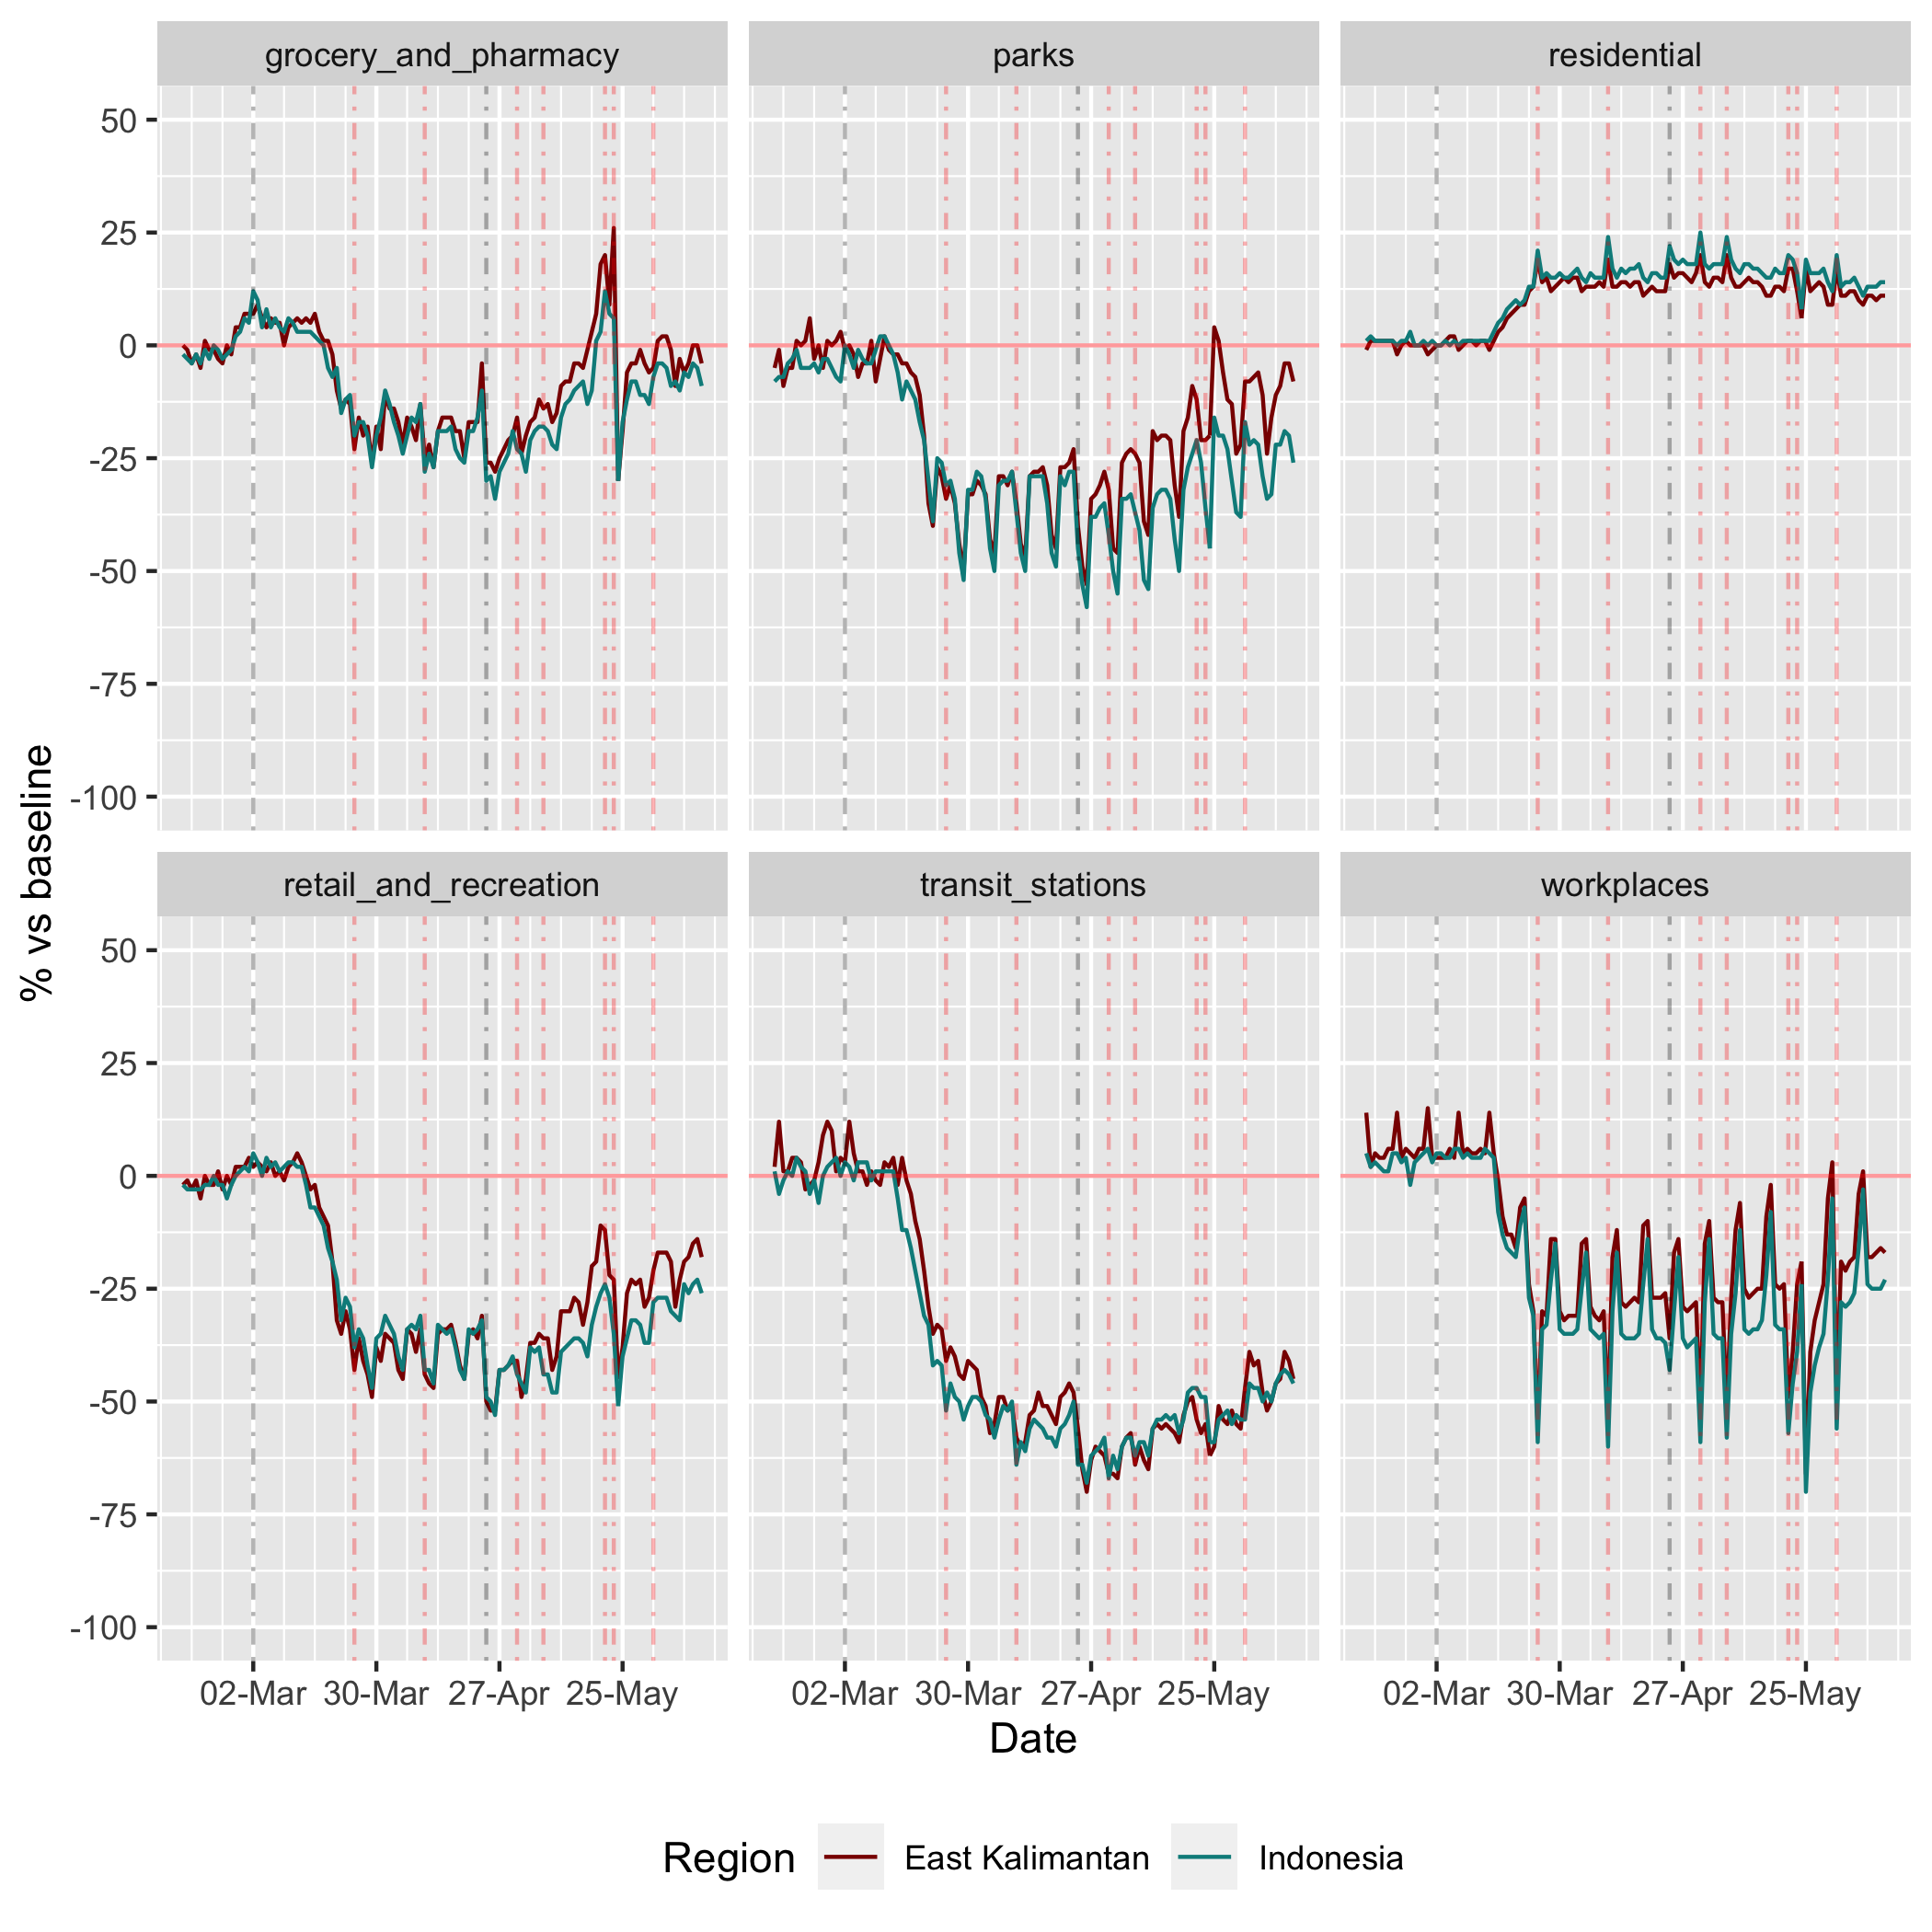 grocery_and_pharmacy parks residential
50
25
0
-25
-50
-75
-100
% vs baseline
retail_and_recreation transit_stations workplaces
50
25
0
-25
-50
-75
-100
02-Mar 30-Mar 27-Apr 25-May 02-Mar 30-Mar 27-Apr 25-May 02-Mar 30-Mar 27-Apr 25-May
Date
Region East Kalimantan Indonesia